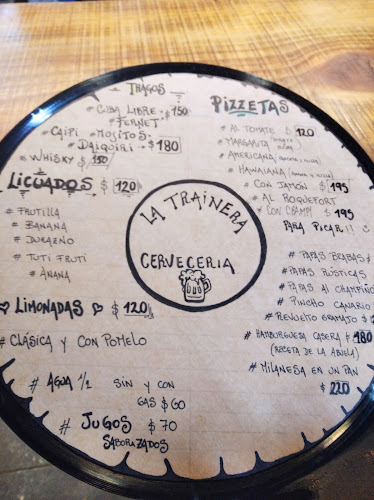 TRAGOS
# CUBA LIBRE - $150
# FERNET
# CAIPI # MOJITOS -
# DAIQUIRI $180
# WHISKY $150
LICUADOS $120
# FRUTILLA
# BANANA
# DURAZNO
# TUTI FRUTI
# ANANA
LIMONADAS $120
# CLÁSICA Y CON POMELO
# AGUA 1/2 SIN Y CON
GAS $60
# JUGOS $70
SABORAZADOS
LA TRAINERA
CERVECERIA
PIZZETAS
# AL TOMATE $120
# MARGARITA
# AMERICANA
# HAWAIANA
# CON JAMÓN $195
# AL ROQUEFORT
# CON CHAMPI $195
PARA PICAR!!
# PAPAS BRABAS
# PAPAS RÚSTICAS
# PAPAS AL CHAMPIÑO
# PINCHO CANARIO
# REVUELTO GRAMAJO $
# HAMBURGUESA CASERA $180
(RECETA DE LA ABUELA)
# MILANESA EN UN PAN
$220